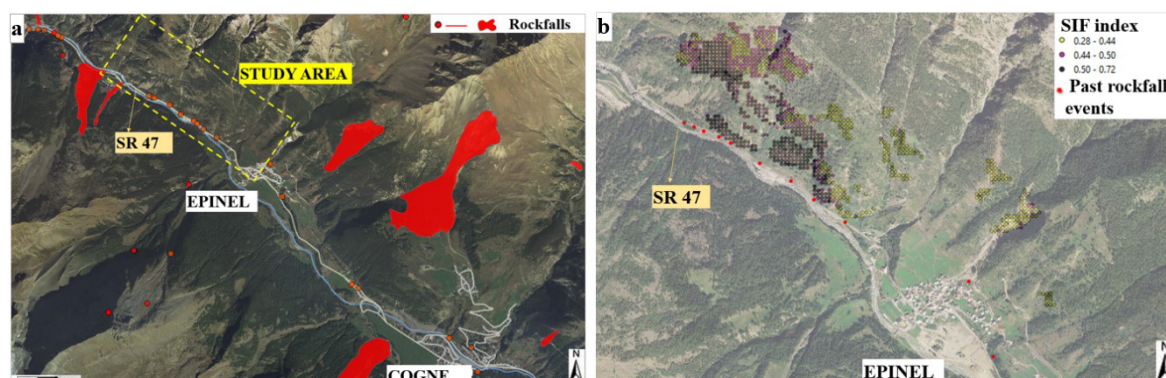 a
Rockfalls
STUDY AREA
SR 47
EPINEL
COGNE
N
b
SIF index
0.28 - 0.44
0.44 - 0.50
0.50 - 0.72
Past rockfall
events
SR 47
EPINEL
N